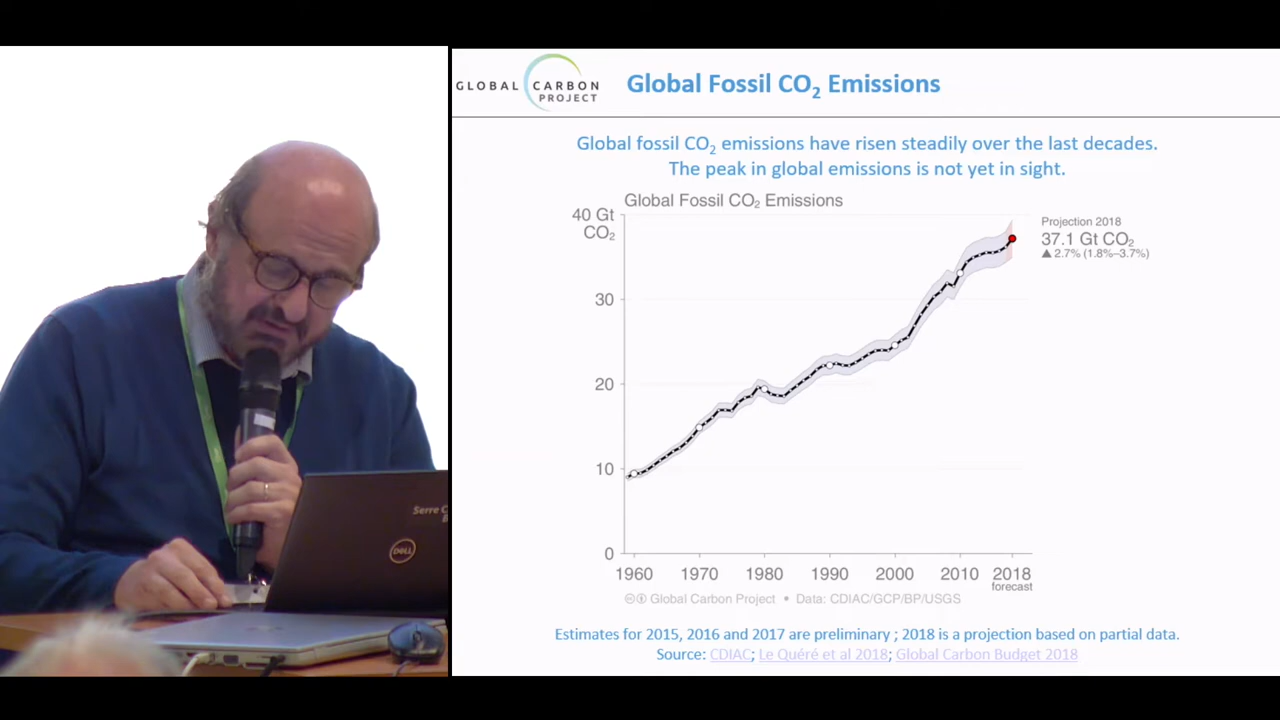 GLOBAL CARBON
PROJECT
Global Fossil CO₂ Emissions
Global fossil CO₂ emissions have risen steadily over the last decades.
The peak in global emissions is not yet in sight.
Global Fossil CO₂ Emissions
40 Gt
CO₂
30
20
10
0
Projection 2018
37.1 Gt CO₂
▲ 2.7% (1.8%–3.7%)
1960 1970 1980 1990 2000 2010 2018
forecast
Global Carbon Project • Data: CDIAC/GCP/BP/USGS
Estimates for 2015, 2016 and 2017 are preliminary ; 2018 is a projection based on partial data.
Source: CDIAC; Le Quéré et al 2018; Global Carbon Budget 2018
Serre C
DELL